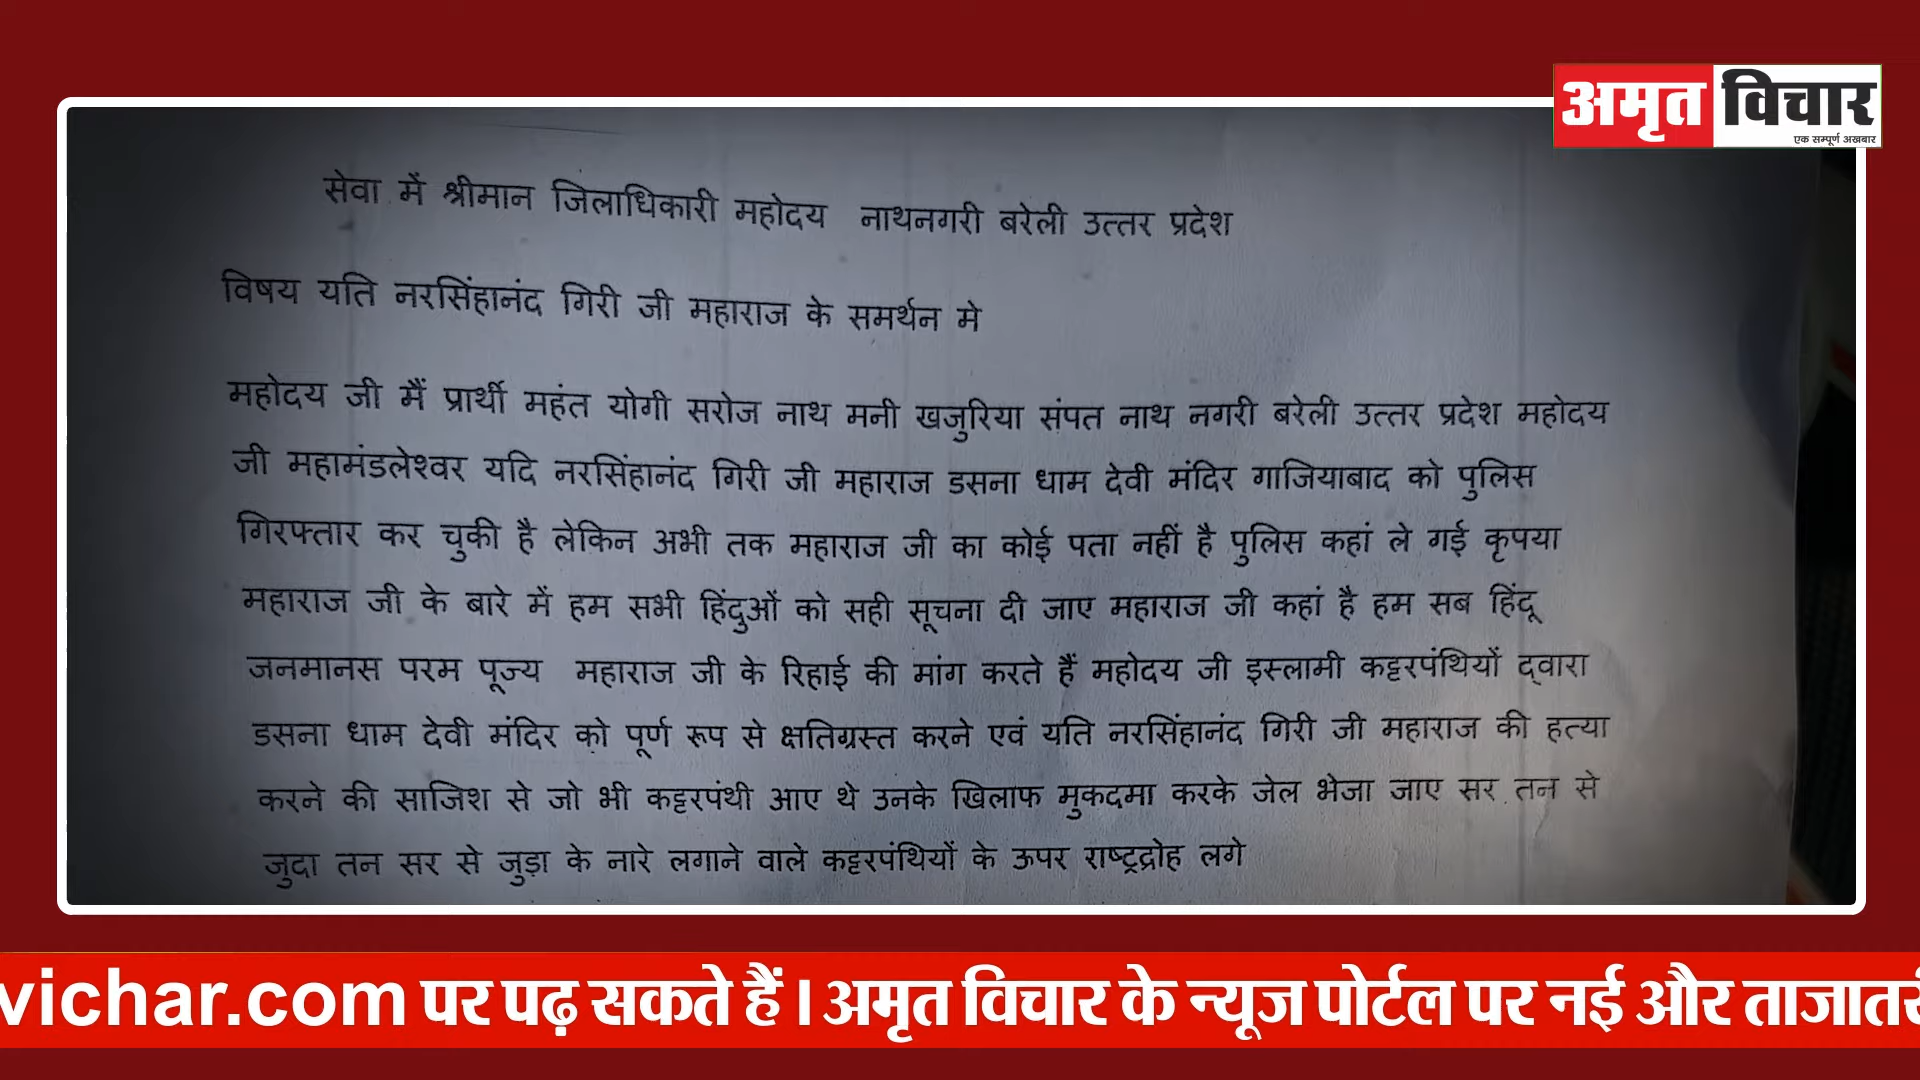 अमृत विचार
एक सम्पूर्ण अखबार
सेवा में श्रीमान जिलाधिकारी महोदय नाथनगरी बरेली उत्तर प्रदेश
विषय यति नरसिंहानंद गिरी जी महाराज के समर्थन मे
महोदय जी मैं प्रार्थी महंत योगी सरोज नाथ मनी खजुरिया संपत नाथ नगरी बरेली उत्तर प्रदेश महोदय
जी महामंडलेश्वर यदि नरसिंहानंद गिरी जी महाराज डसना धाम देवी मंदिर गाजियाबाद को पुलिस
गिरफ्तार कर चुकी है लेकिन अभी तक महाराज जी का कोई पता नहीं है पुलिस कहां ले गई कृपया
महाराज जी के बारे में हम सभी हिंदुओं को सही सूचना दी जाए महाराज जी कहां है हम सब हिंदू
जनमानस परम पूज्य महाराज जी के रिहाई की मांग करते हैं महोदय जी इस्लामी कट्टरपंथियों द्वारा
डसना धाम देवी मंदिर को पूर्ण रूप से क्षतिग्रस्त करने एवं यति नरसिंहानंद गिरी जी महाराज की हत्या
करने की साजिश से जो भी कट्टरपंथी आए थे उनके खिलाफ मुकदमा करके जेल भेजा जाए सर तन से
जुदा तन सर से जुड़ा के नारे लगाने वाले कट्टरपंथियों के ऊपर राष्ट्रद्रोह लगे
vichar.com पर पढ़ सकते हैं । अमृत विचार के न्यूज पोर्टल पर नई और